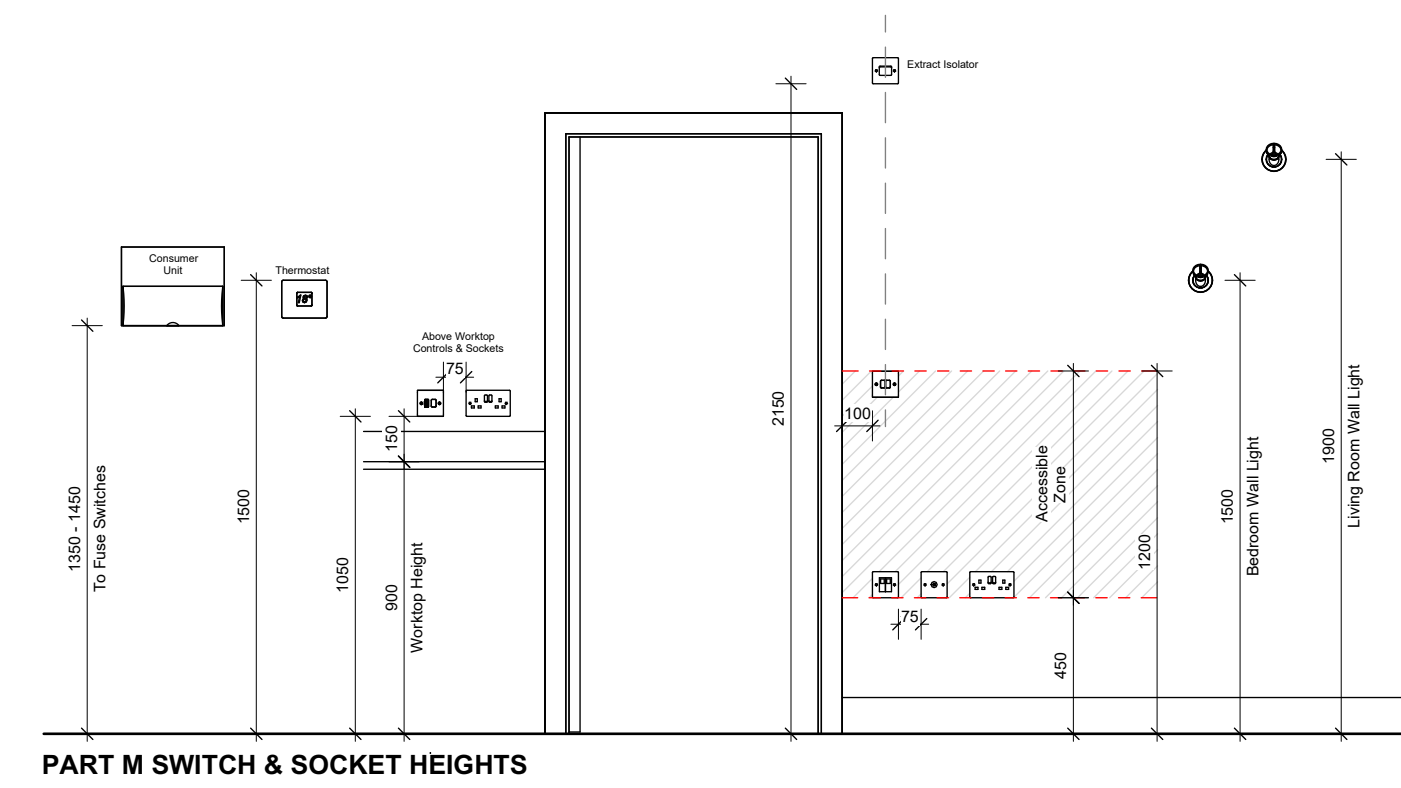 Extract Isolator
Consumer
Unit
Thermostat
18°
Above Worktop
Controls & Sockets
75
2150
100
150
1350 - 1450
To Fuse Switches
1500
1050
900
Worktop Height
Accessible
Zone
1200
75
450
1500
Bedroom Wall Light
1900
Living Room Wall Light
PART M SWITCH & SOCKET HEIGHTS